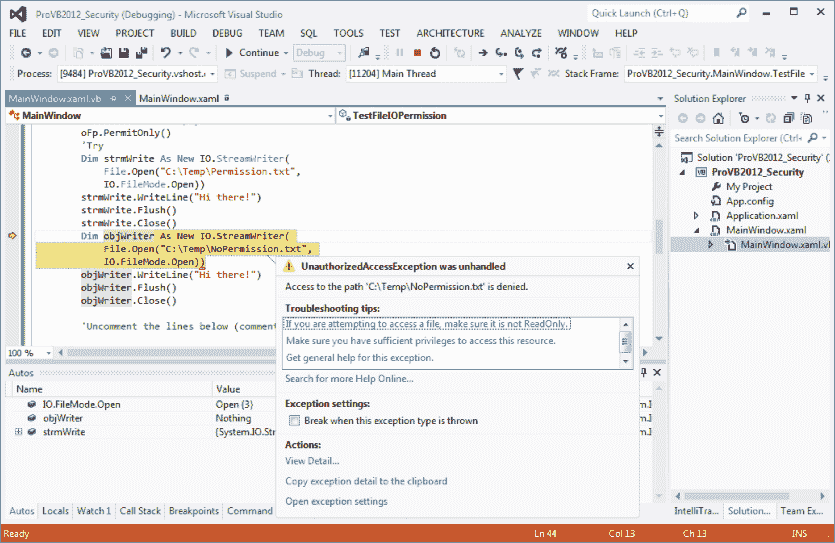 ProVB2012_Security (Debugging) - Microsoft Visual Studio
Quick Launch (Ctrl+Q)
FILE EDIT VIEW PROJECT BUILD DEBUG TEAM SQL TOOLS TEST ARCHITECTURE ANALYZE WINDOW HELP
Continue Debug
Process: [9484] ProVB2012_Security.vshost. Suspend Thread: [11204] Main Thread Stack Frame: ProVB2012_Security.MainWindow.TestFile
MainWindow.xaml.vb MainWindow.xaml
MainWindow TestFileIOPermission
oFp.PermitOnly()
'Try
Dim strmWrite As New IO.StreamWriter(
File.Open("C:\Temp\Permission.txt",
IO.FileMode.Open))
strmWrite.WriteLine("Hi there!")
strmWrite.Flush()
strmWrite.Close()
Dim objWriter As New IO.StreamWriter(
File.Open("C:\Temp\NoPermission.txt",
IO.FileMode.Open))
objWriter.WriteLine("Hi there!")
objWriter.Flush()
objWriter.Close()
'Uncomment the lines below (comment
100 %
UnauthorizedAccessException was unhandled
Access to the path 'C:\Temp\NoPermission.txt' is denied.
Troubleshooting tips:
If you are attempting to access a file, make sure it is not ReadOnly.
Make sure you have sufficient privileges to access this resource.
Get general help for this exception.
Search for more Help Online...
Exception settings:
Break when this exception type is thrown
Actions:
View Detail...
Copy exception detail to the clipboard
Open exception settings
Autos
Name Value
IO.FileMode.Open Open {3}
objWriter Nothing
strmWrite {System.IO.Str
Autos Locals Watch 1 Call Stack Breakpoints Command
Solution Explorer
Search Solution Explorer (Ctrl+
Solution 'ProVB2012_Security' (
ProVB2012_Security
My Project
App.config
Application.xaml
MainWindow.xaml
MainWindow.xaml.v
IntelliTra... Solution... Team Ex...
Ready Ln 44 Col 13 Ch 13 INS